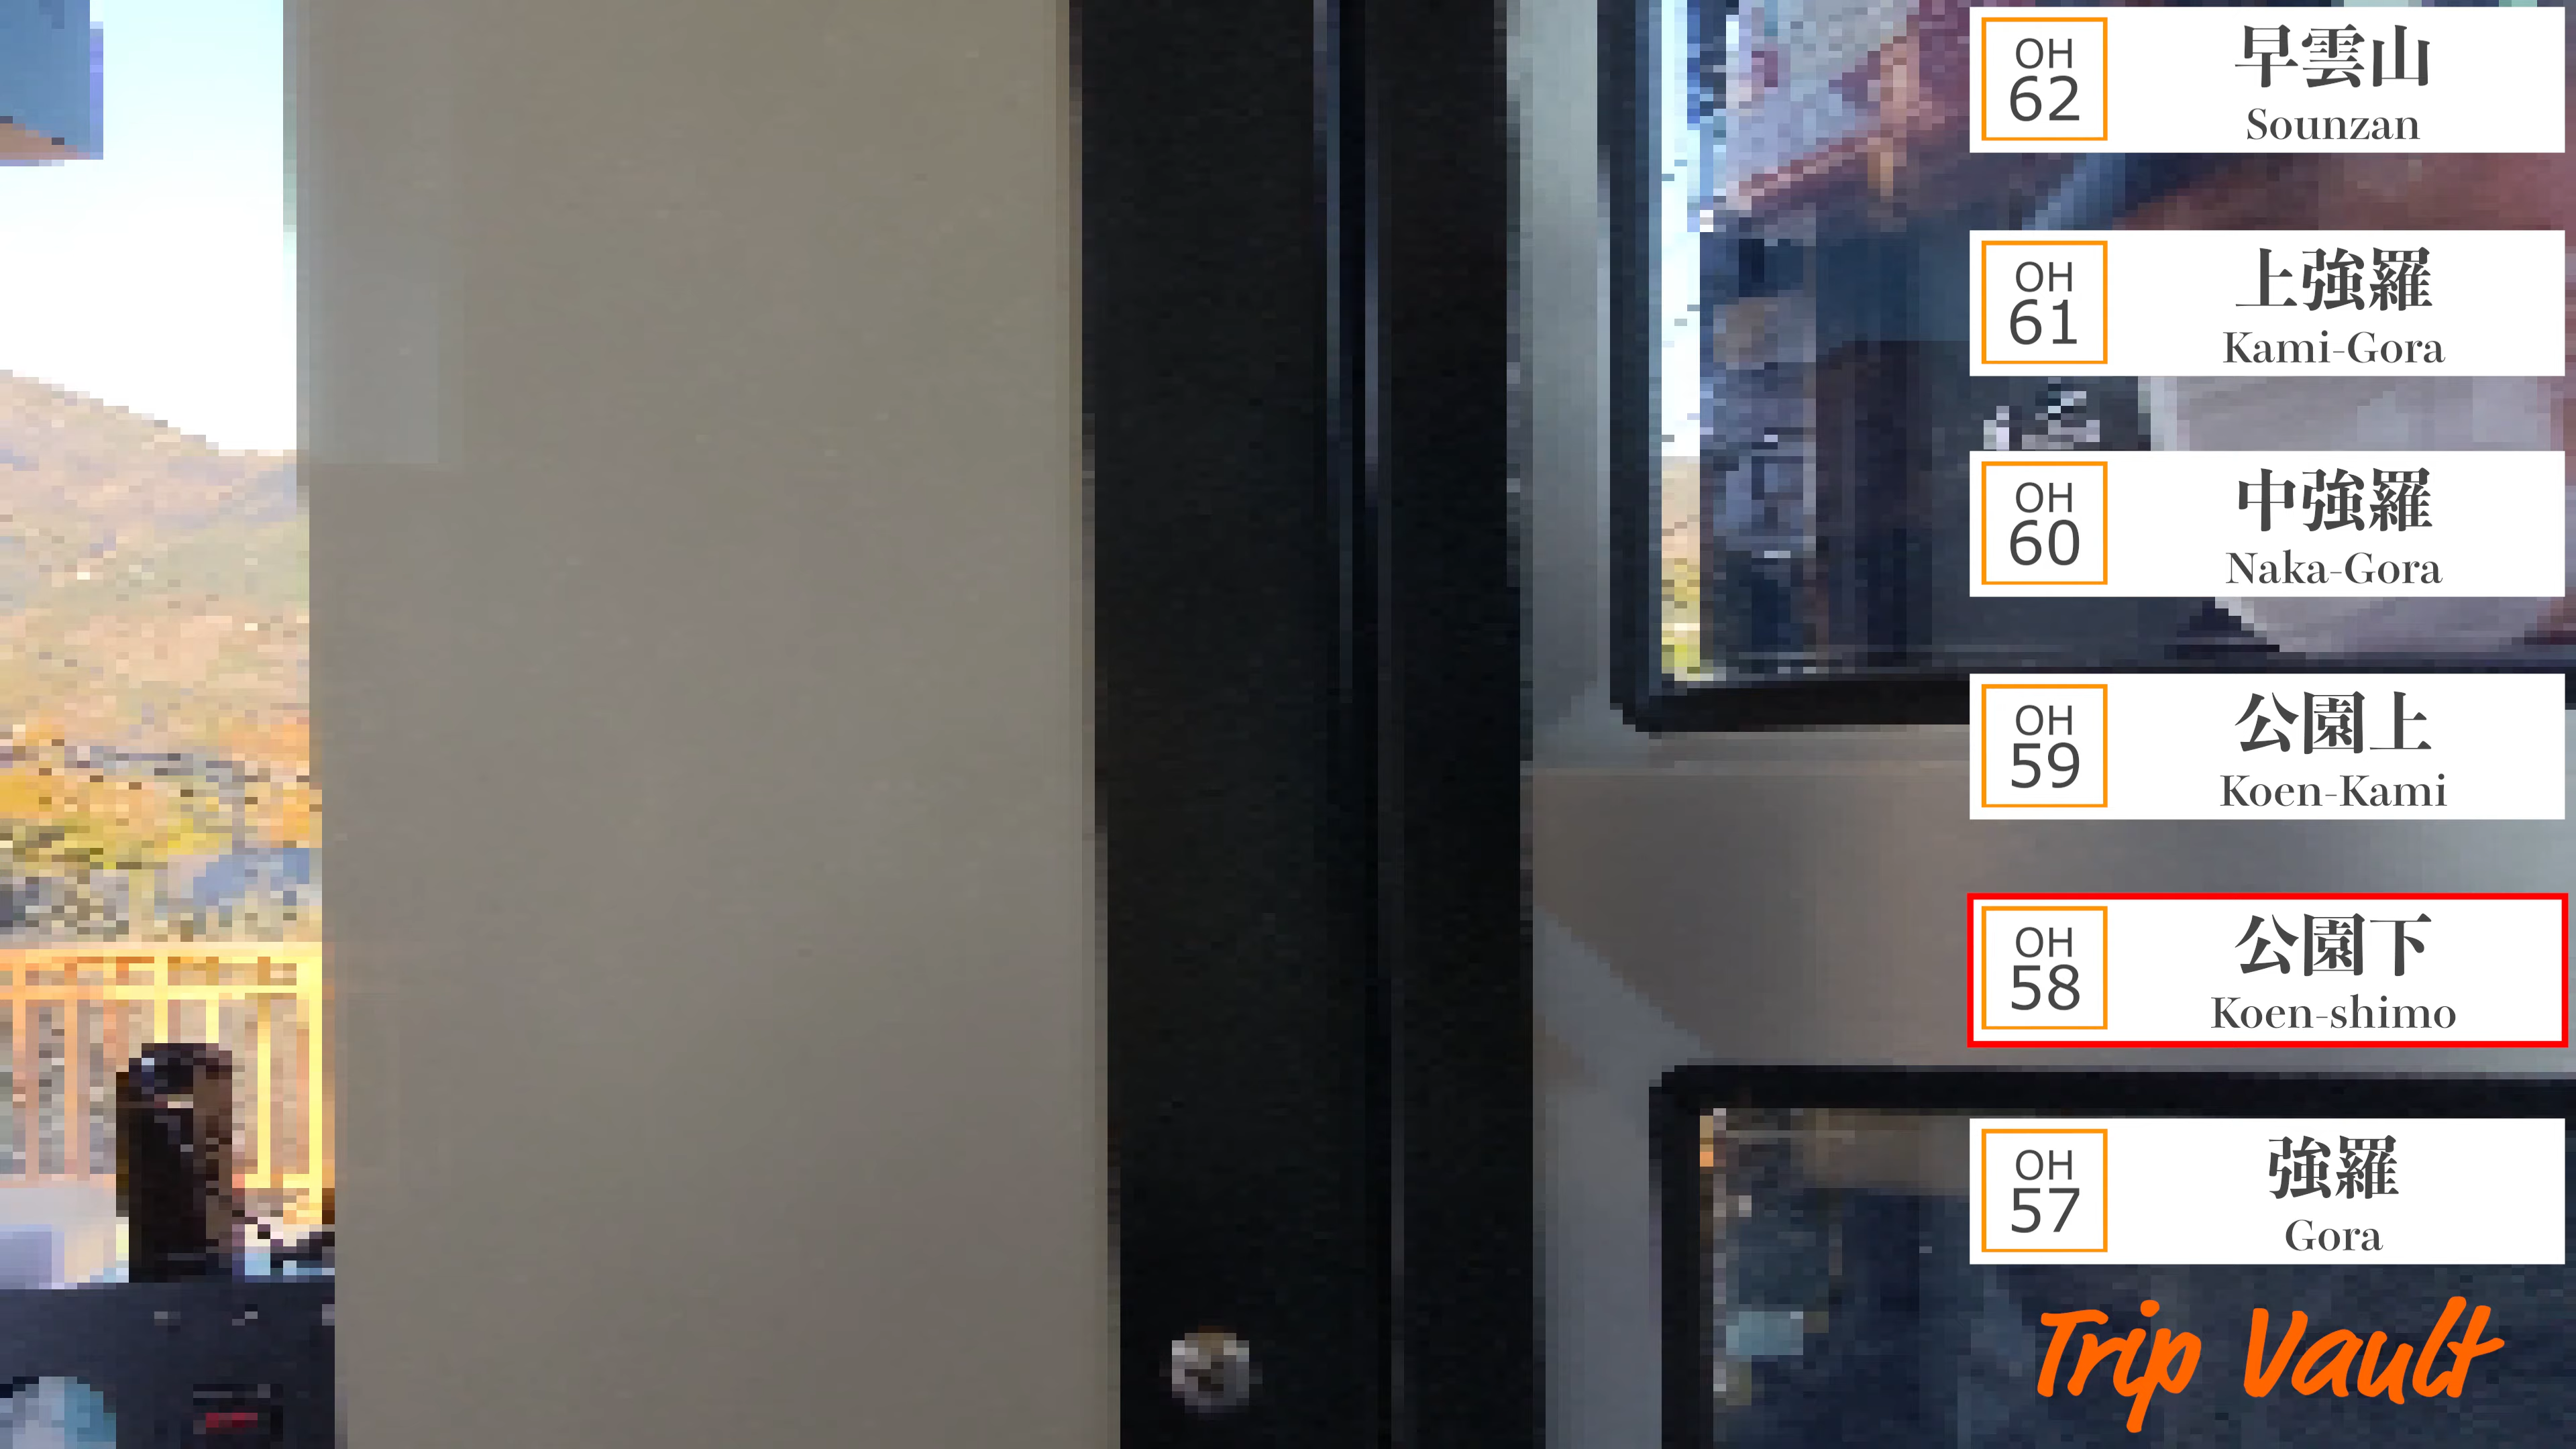 OH
62
早雲山
Sounzan
OH
61
上強羅
Kami-Gora
OH
60
中強羅
Naka-Gora
OH
59
公園上
Koen-Kami
OH
58
公園下
Koen-shimo
OH
57
強羅
Gora
Trip Vault